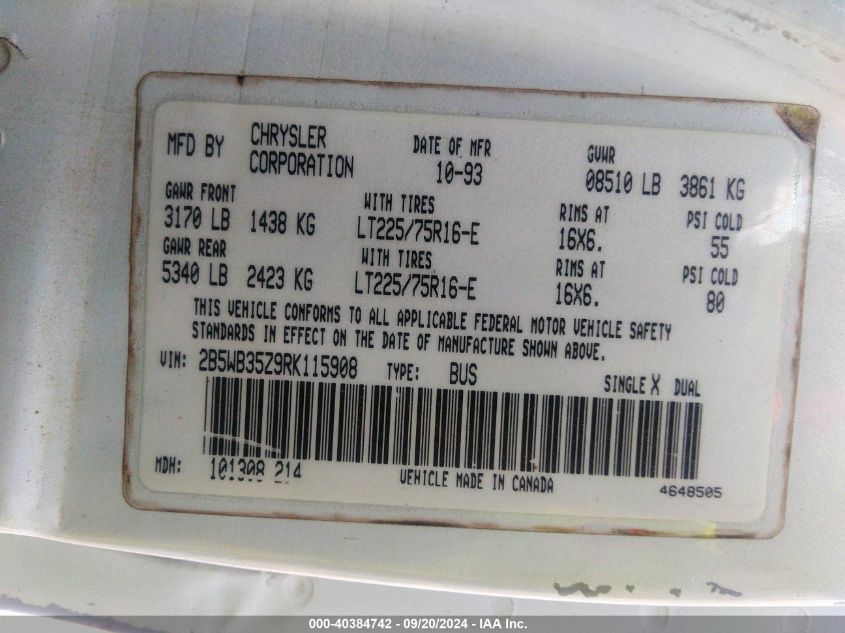 MFD BY CHRYSLER CORPORATION DATE OF MFR 10-93 GVWR 08510 LB 3861 KG
GAWR FRONT WITH TIRES RIMS AT PSI COLD
3170 LB 1438 KG LT225/75R16-E 16X6. 55
GAWR REAR WITH TIRES RIMS AT PSI COLD
5340 LB 2423 KG LT225/75R16-E 16X6. 80
THIS VEHICLE CONFORMS TO ALL APPLICABLE FEDERAL MOTOR VEHICLE SAFETY
STANDARDS IN EFFECT ON THE DATE OF MANUFACTURE SHOWN ABOVE.
VIN: 2B5WB35Z9RK115908 TYPE: BUS SINGLE X DUAL
MDH: 101308 214 VEHICLE MADE IN CANADA 4648505
000-40384742 - 09/20/2024 - IAA Inc.